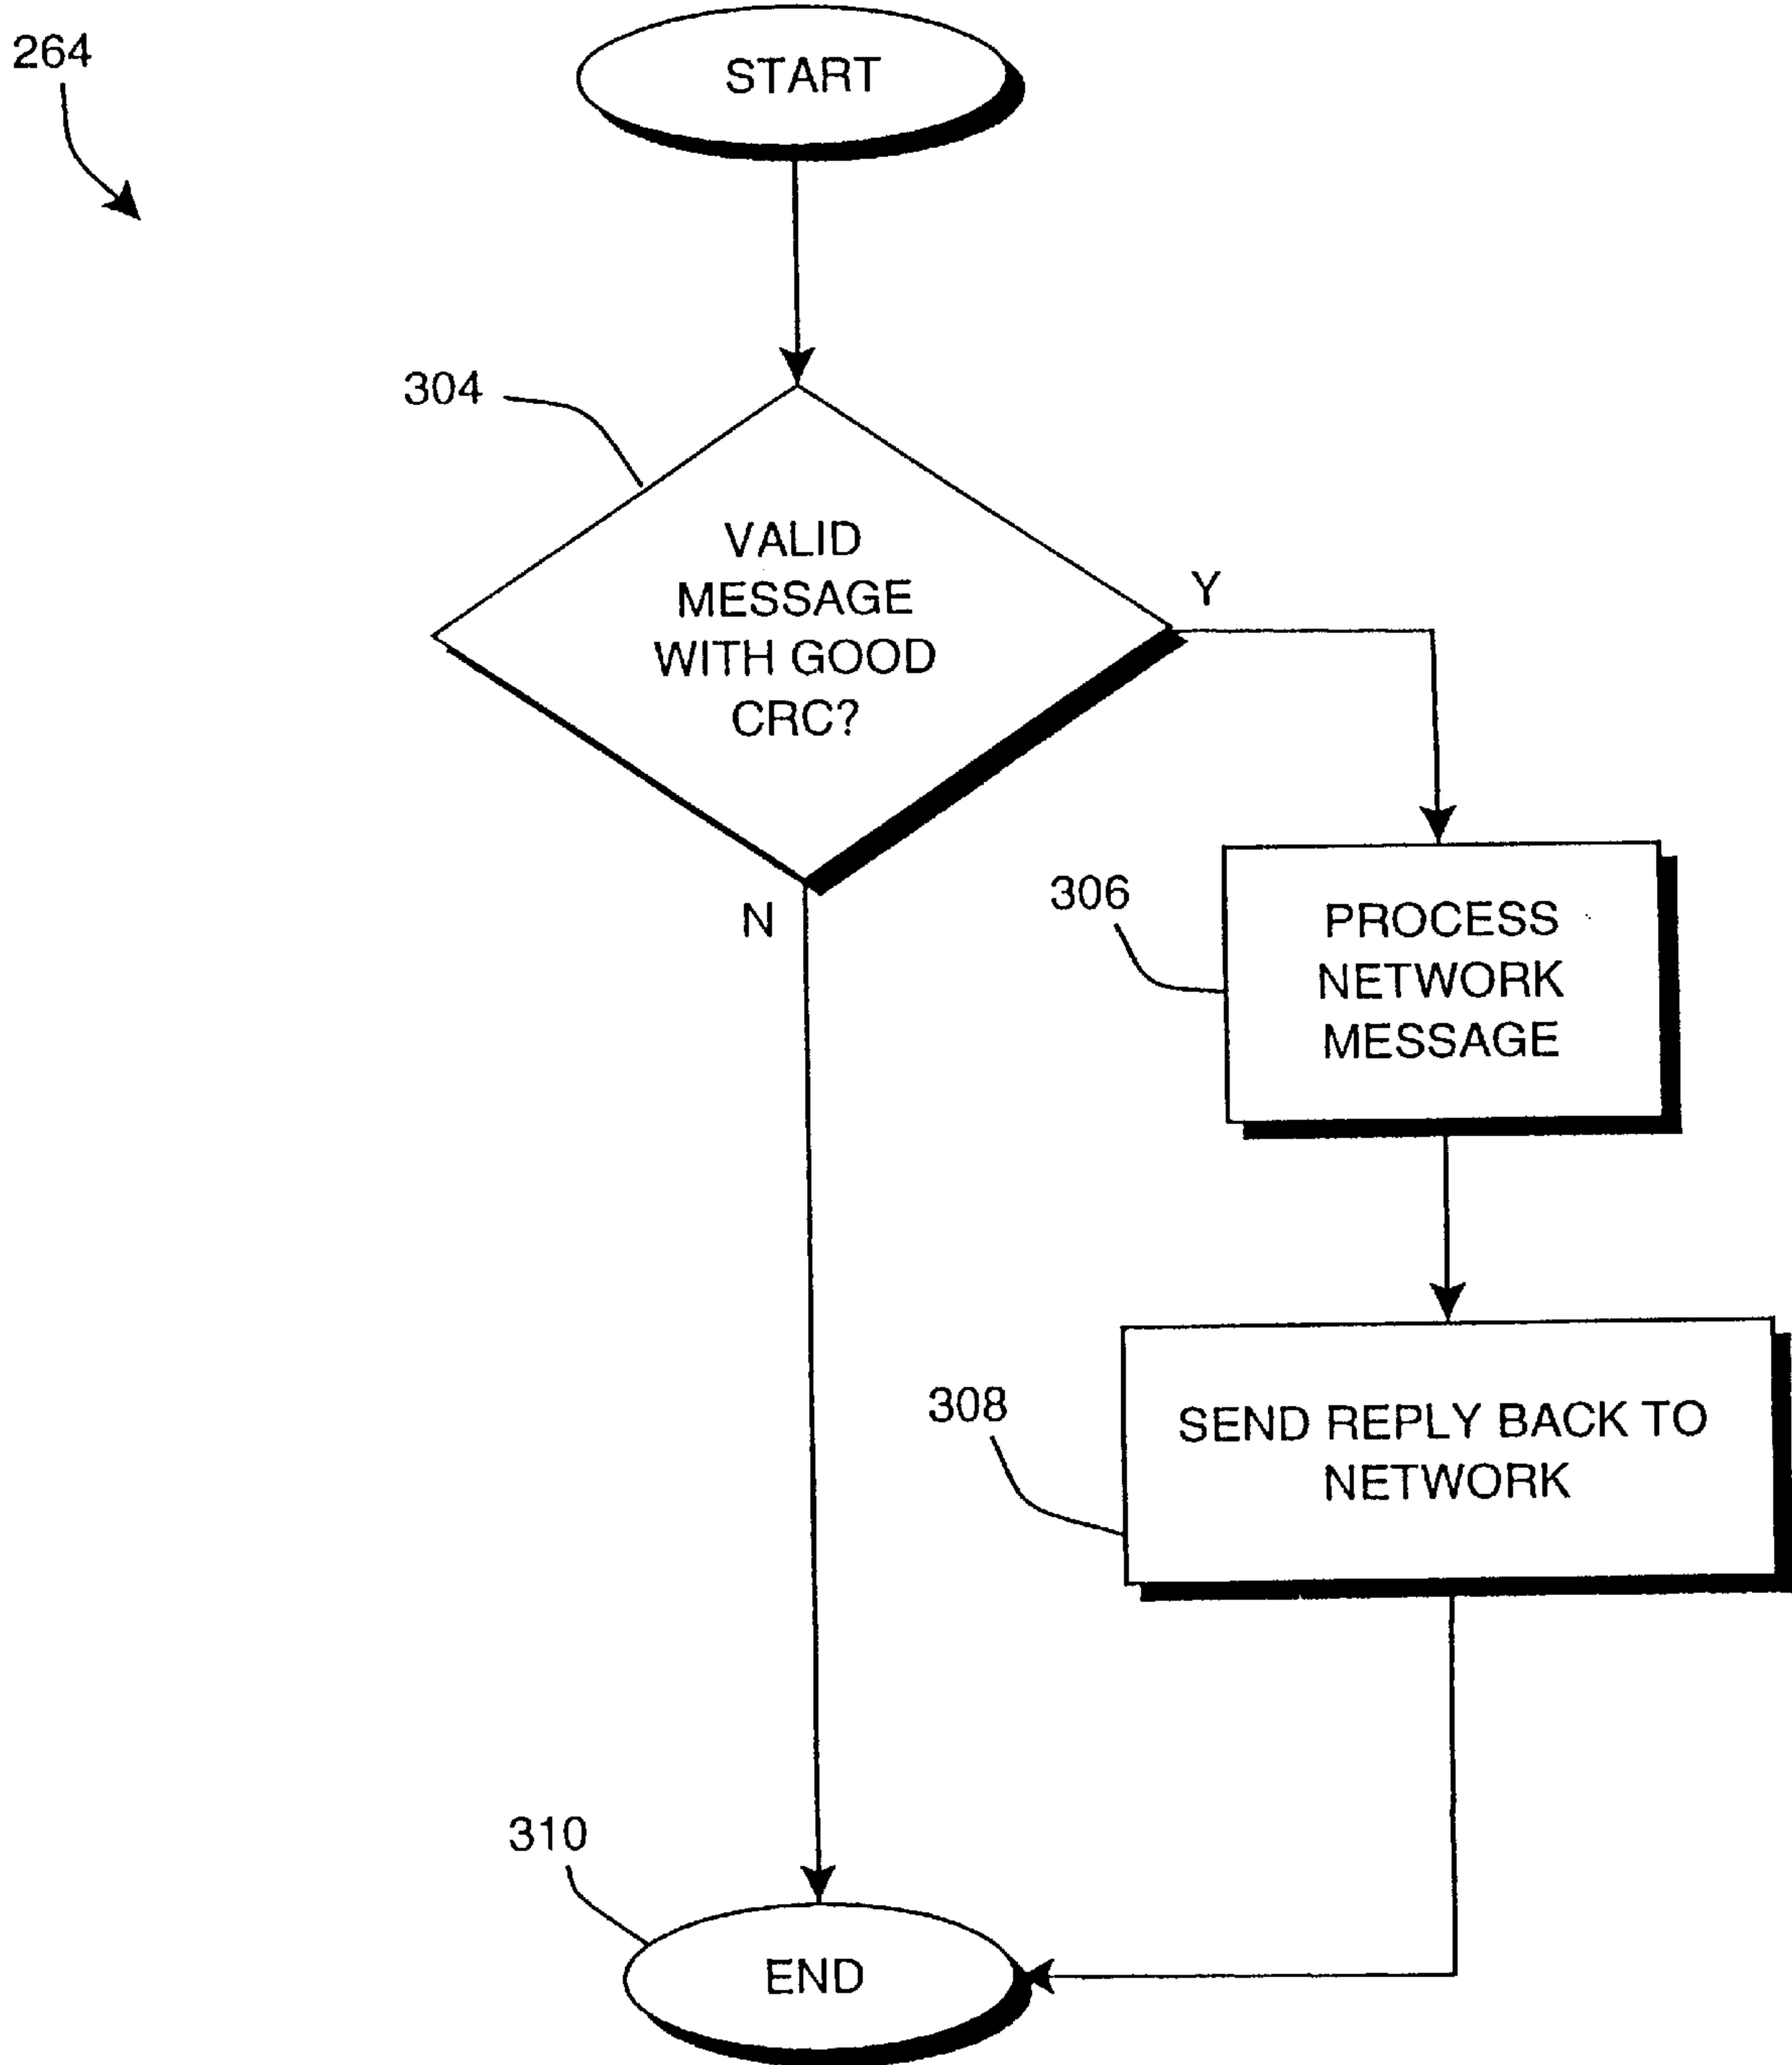 264
START
304
VALID
MESSAGE
WITH GOOD
CRC?
Y
N
306
PROCESS
NETWORK
MESSAGE
308
SEND REPLY BACK TO
NETWORK
310
END